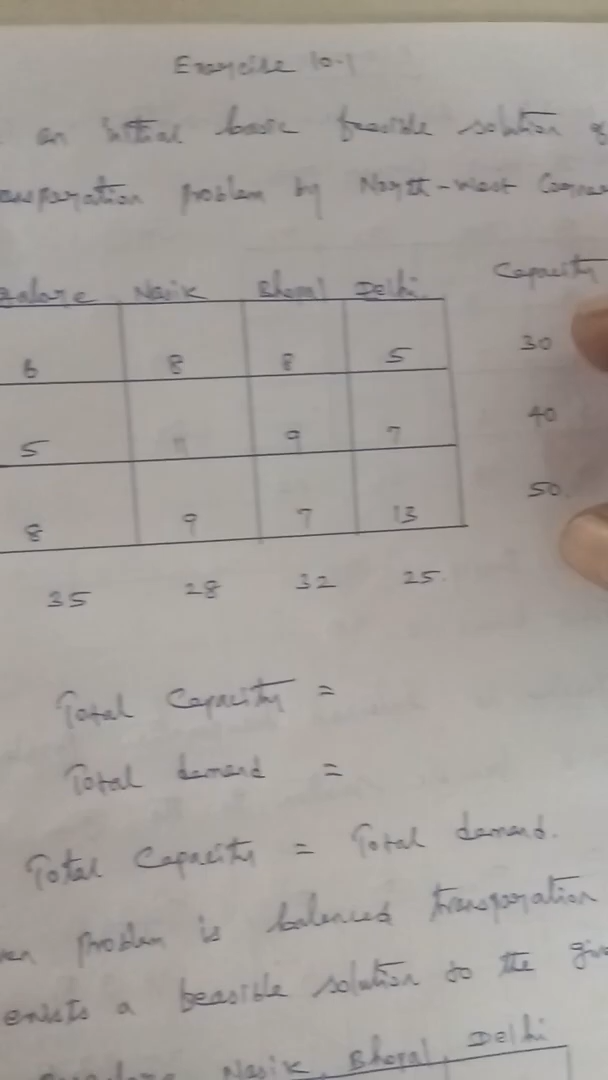 Exercise 10.1
an initial basic feasible solution
problem by North-West
Nasik Bhopal Delhi Capacity
6 8 8 5 30
5 9 7 40
8 9 7 13 50
35 28 32 25
Total Capacity =
Total demand =
Total Capacity = Total demand.
problem is balanced transporation
exists a feasible solution to the
Nasik Bhopal Delhi